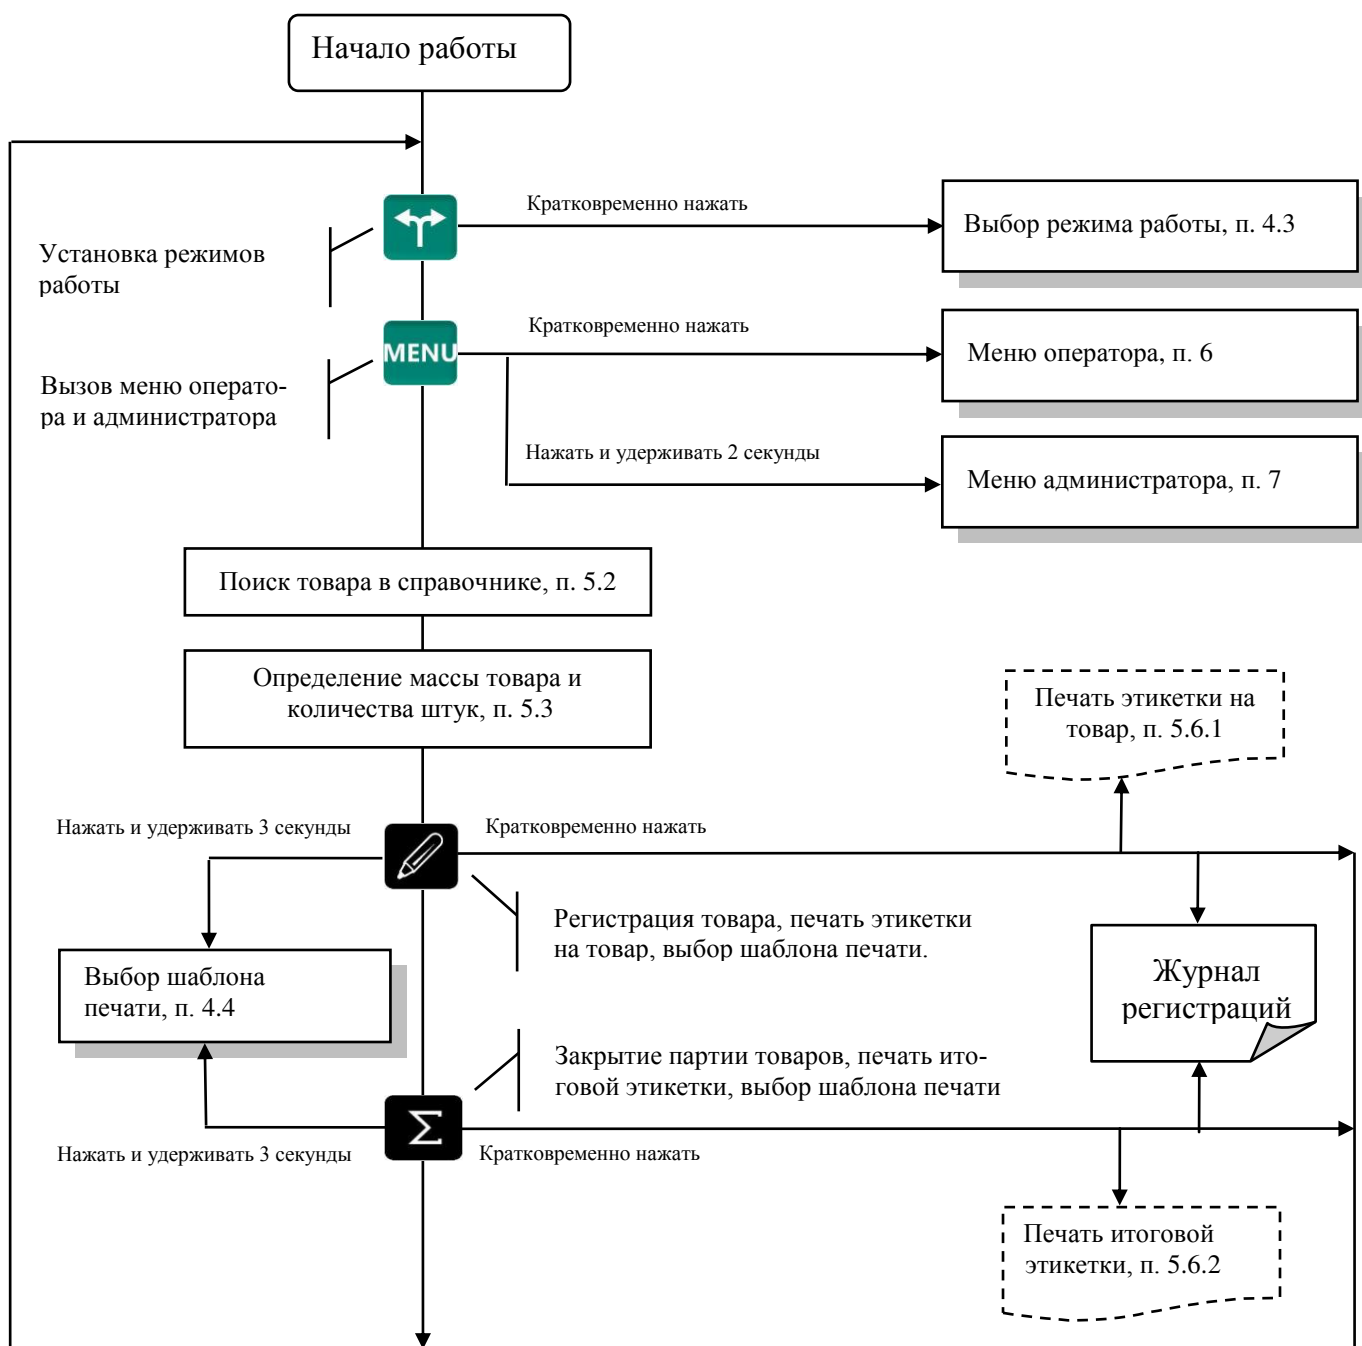 Начало работы
Кратковременно нажать
Выбор режима работы, п. 4.3
Установка режимов
работы
Кратковременно нажать
MENU
Меню оператора, п. 6
Вызов меню операто-
ра и администратора
Нажать и удерживать 2 секунды
Меню администратора, п. 7
Поиск товара в справочнике, п. 5.2
Определение массы товара и
количества штук, п. 5.3
Печать этикетки на
товар, п. 5.6.1
Нажать и удерживать 3 секунды
Кратковременно нажать
Регистрация товара, печать этикетки
на товар, выбор шаблона печати.
Выбор шаблона
печати, п. 4.4
Журнал
регистраций
Закрытие партии товаров, печать ито-
говой этикетки, выбор шаблона печати
Σ
Нажать и удерживать 3 секунды
Кратковременно нажать
Печать итоговой
этикетки, п. 5.6.2